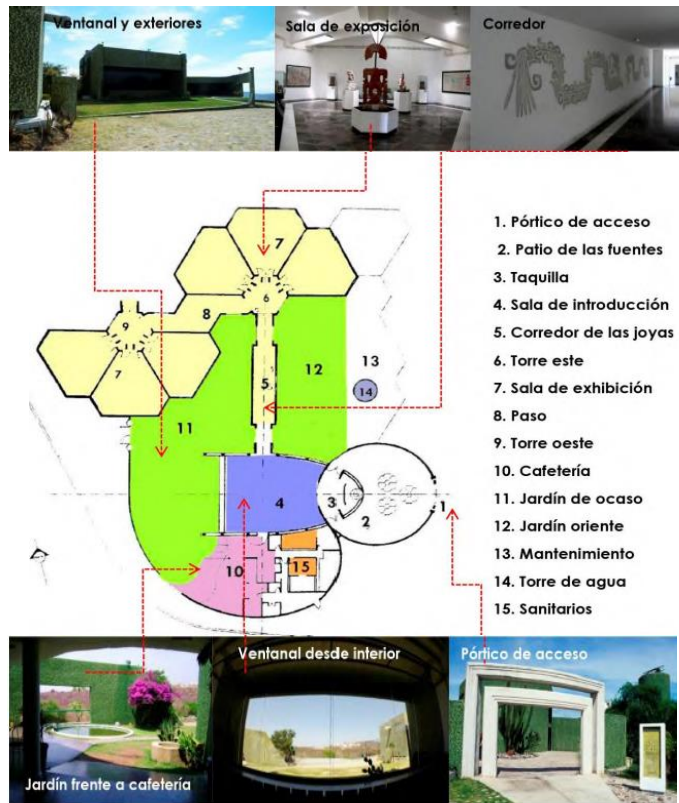 Ventanal y exteriores
Sala de exposición
Corredor
7
6
8
9
7
5
12
13
14
11
4
3
2
1
10
15
1. Pórtico de acceso
2. Patio de las fuentes
3. Taquilla
4. Sala de introducción
5. Corredor de las joyas
6. Torre este
7. Sala de exhibición
8. Paso
9. Torre oeste
10. Cafetería
11. Jardín de ocaso
12. Jardín oriente
13. Mantenimiento
14. Torre de agua
15. Sanitarios
Jardín frente a cafetería
Ventanal desde interior
Pórtico de acceso